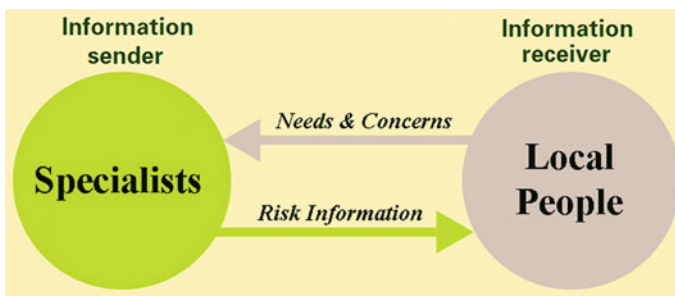 Information
sender
Information
receiver
Needs & Concerns
Specialists
Local
People
Risk Information